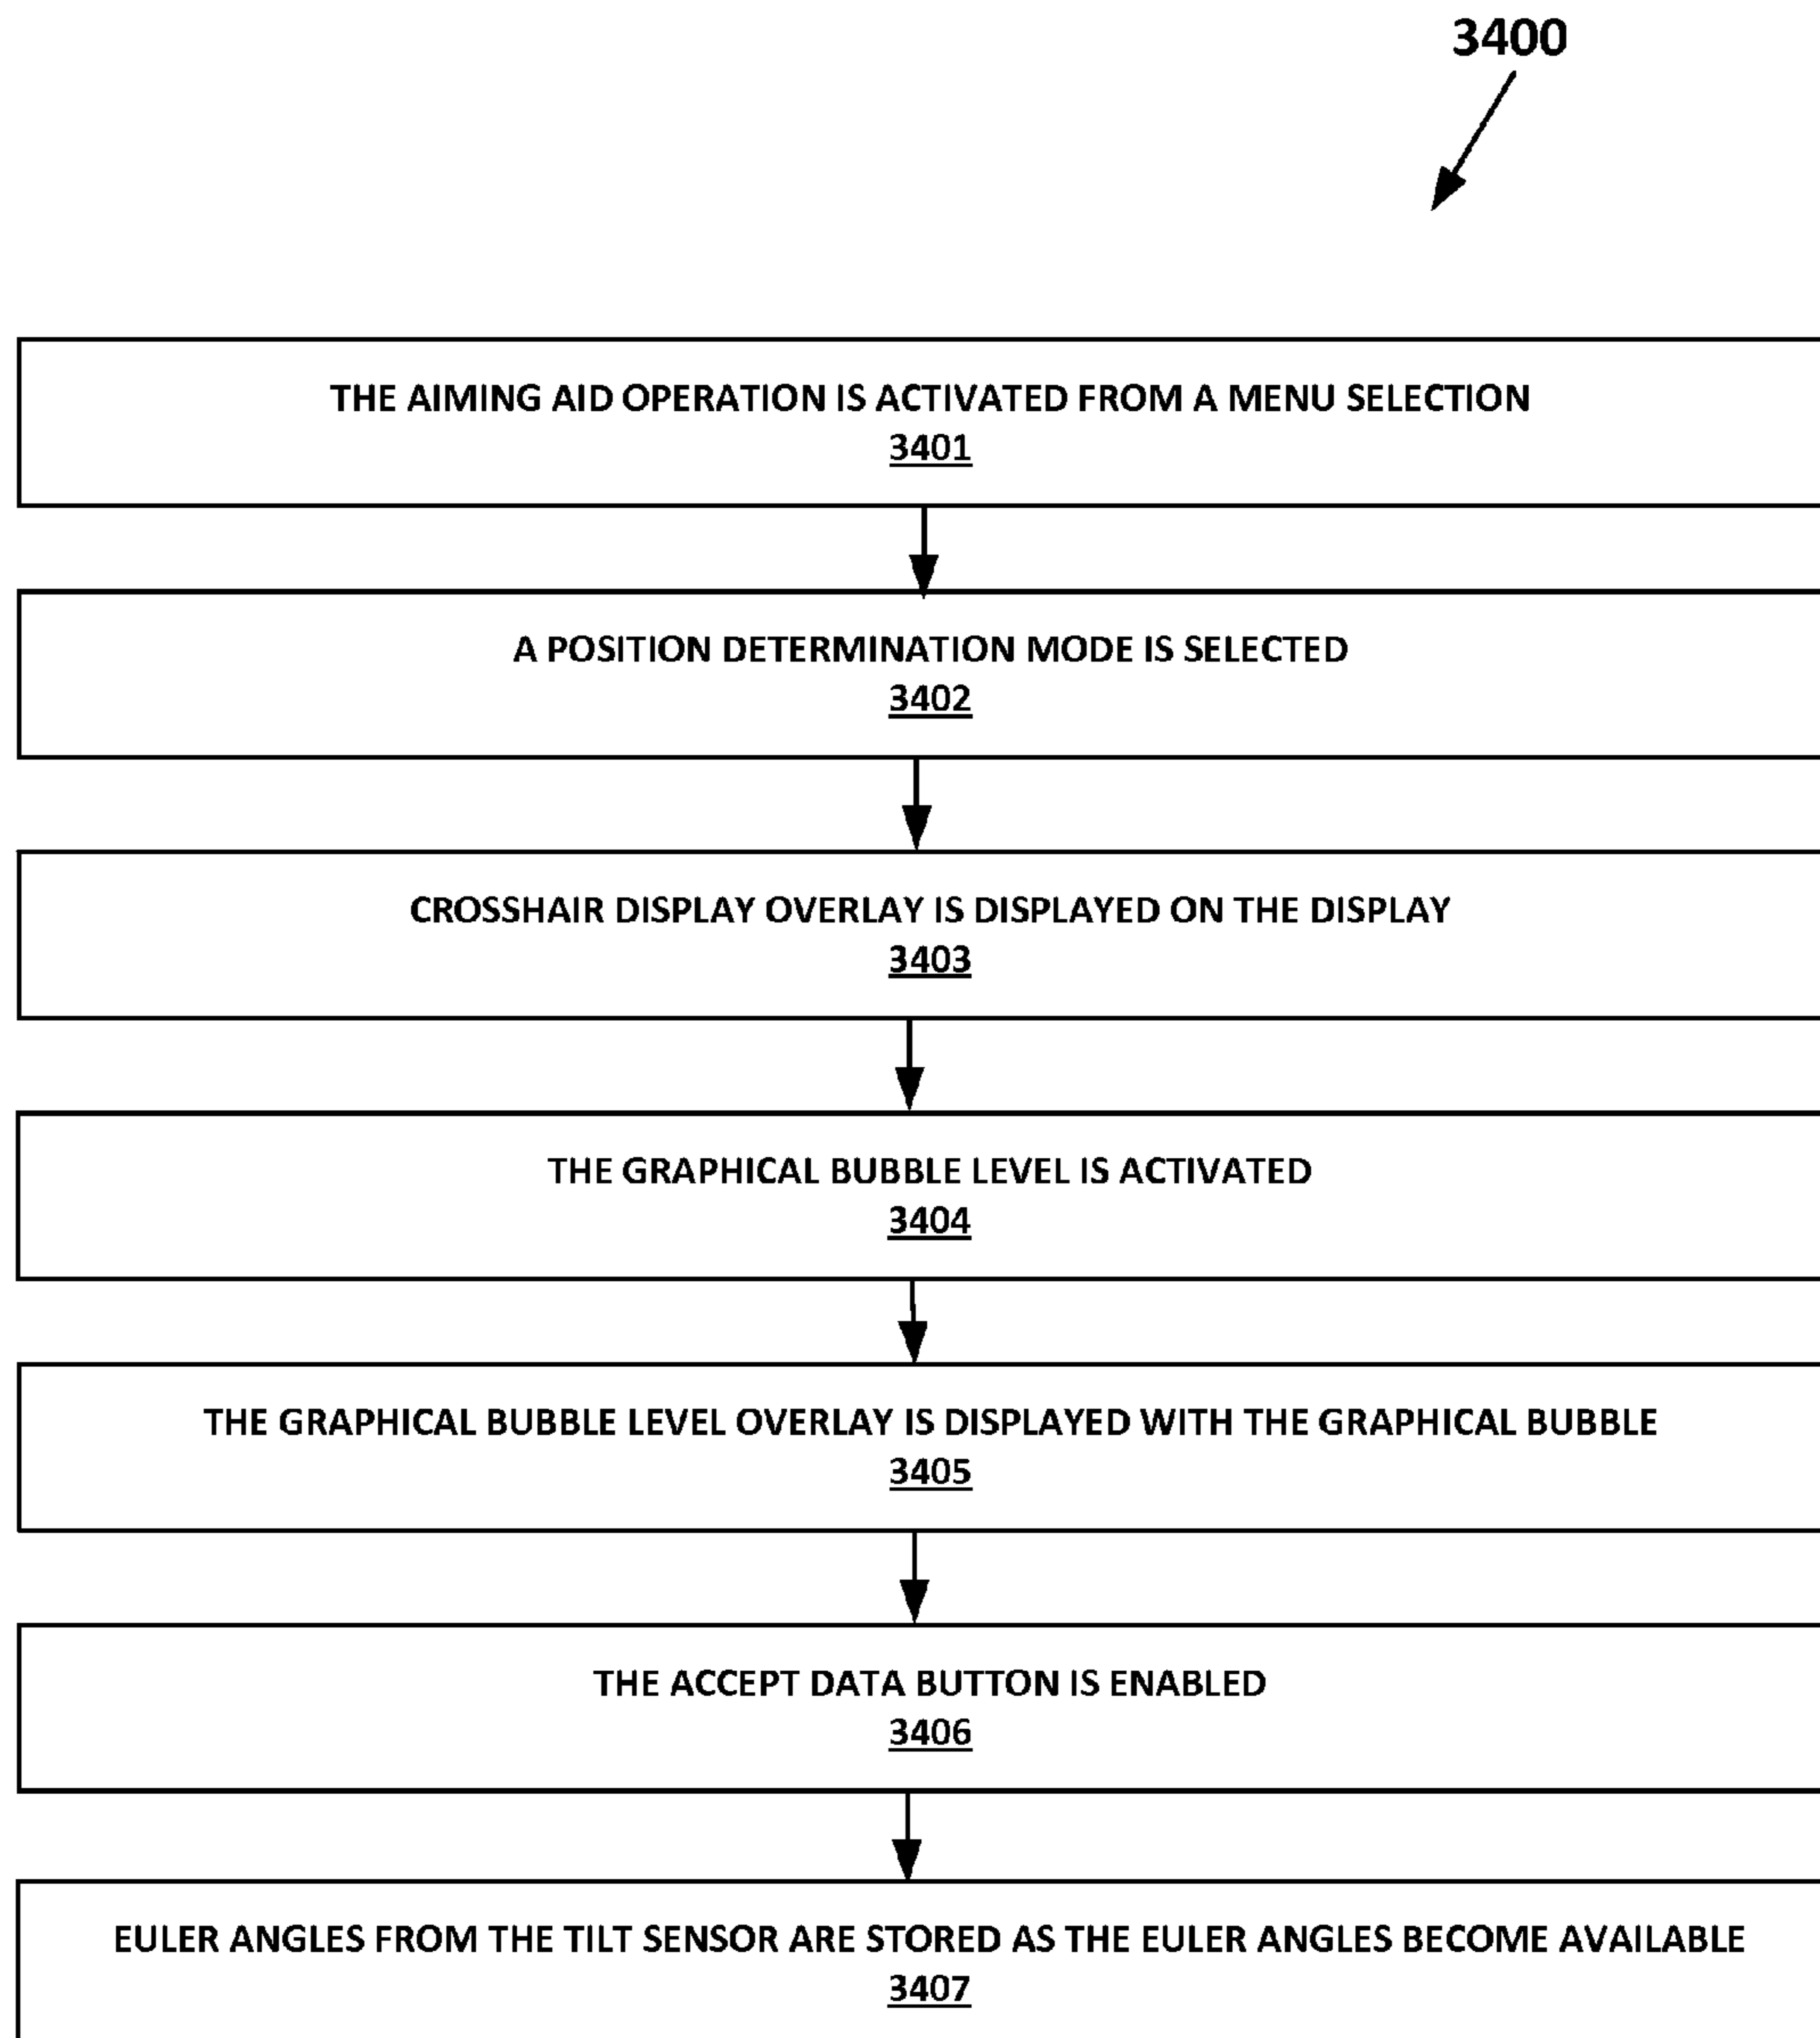 3400
THE AIMING AID OPERATION IS ACTIVATED FROM A MENU SELECTION
3401
A POSITION DETERMINATION MODE IS SELECTED
3402
CROSSHAIR DISPLAY OVERLAY IS DISPLAYED ON THE DISPLAY
3403
THE GRAPHICAL BUBBLE LEVEL IS ACTIVATED
3404
THE GRAPHICAL BUBBLE LEVEL OVERLAY IS DISPLAYED WITH THE GRAPHICAL BUBBLE
3405
THE ACCEPT DATA BUTTON IS ENABLED
3406
EULER ANGLES FROM THE TILT SENSOR ARE STORED AS THE EULER ANGLES BECOME AVAILABLE
3407